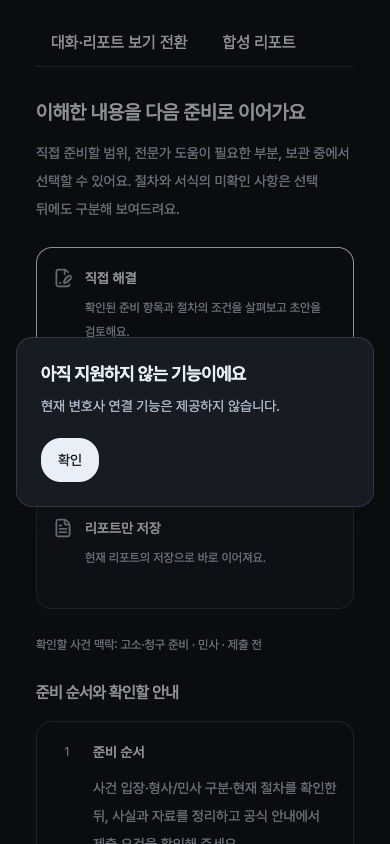 대화·리포트 보기 전환 합성 리포트
이해한 내용을 다음 준비로 이어가요
직접 준비할 범위, 전문가 도움이 필요한 부분, 보관 중에서
선택할 수 있어요. 절차와 서식의 미확인 사항은 선택
뒤에도 구분해 보여드려요.
직접 해결
확인된 준비 항목과 절차의 조건을 살펴보고 초안을
검토해요.
아직 지원하지 않는 기능이에요
현재 변호사 연결 기능은 제공하지 않습니다.
확인
리포트만 저장
현재 리포트의 저장으로 바로 이어져요.
확인할 사건 맥락: 고소·청구 준비 · 민사 · 제출 전
준비 순서와 확인할 안내
1 준비 순서
사건 입장·형사/민사 구분·현재 절차를 확인한
뒤, 사실과 자료를 정리하고 공식 안내에서
제출 요건을 확인해 주세요